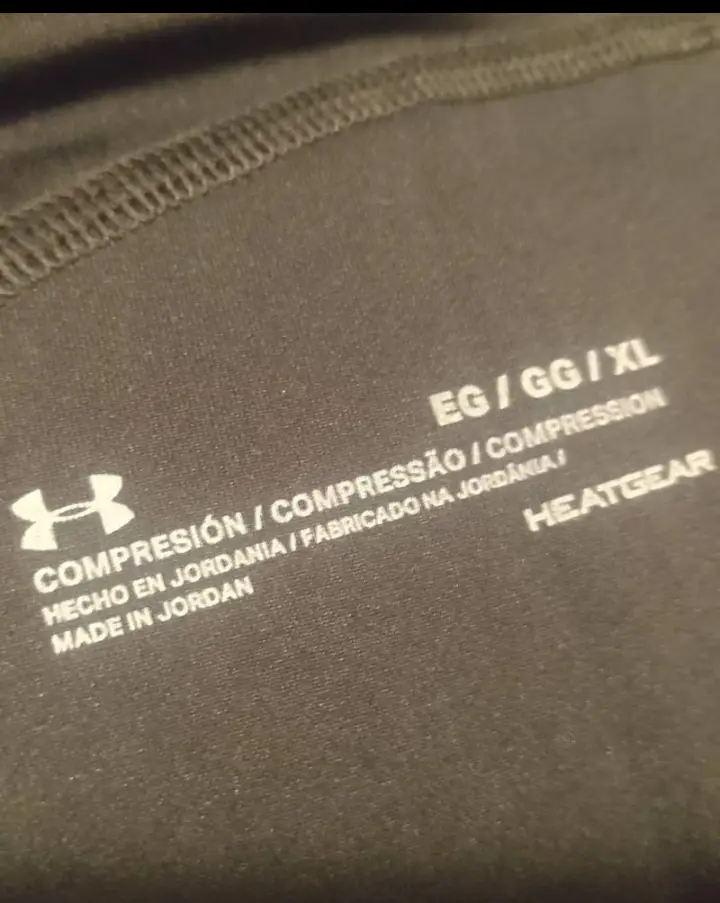 EG / GG / XL
COMPRESIÓN / COMPRESSÃO / COMPRESSION
HECHO EN JORDANIA / FABRICADO NA JORDÂNIA /
MADE IN JORDAN
HEATGEAR